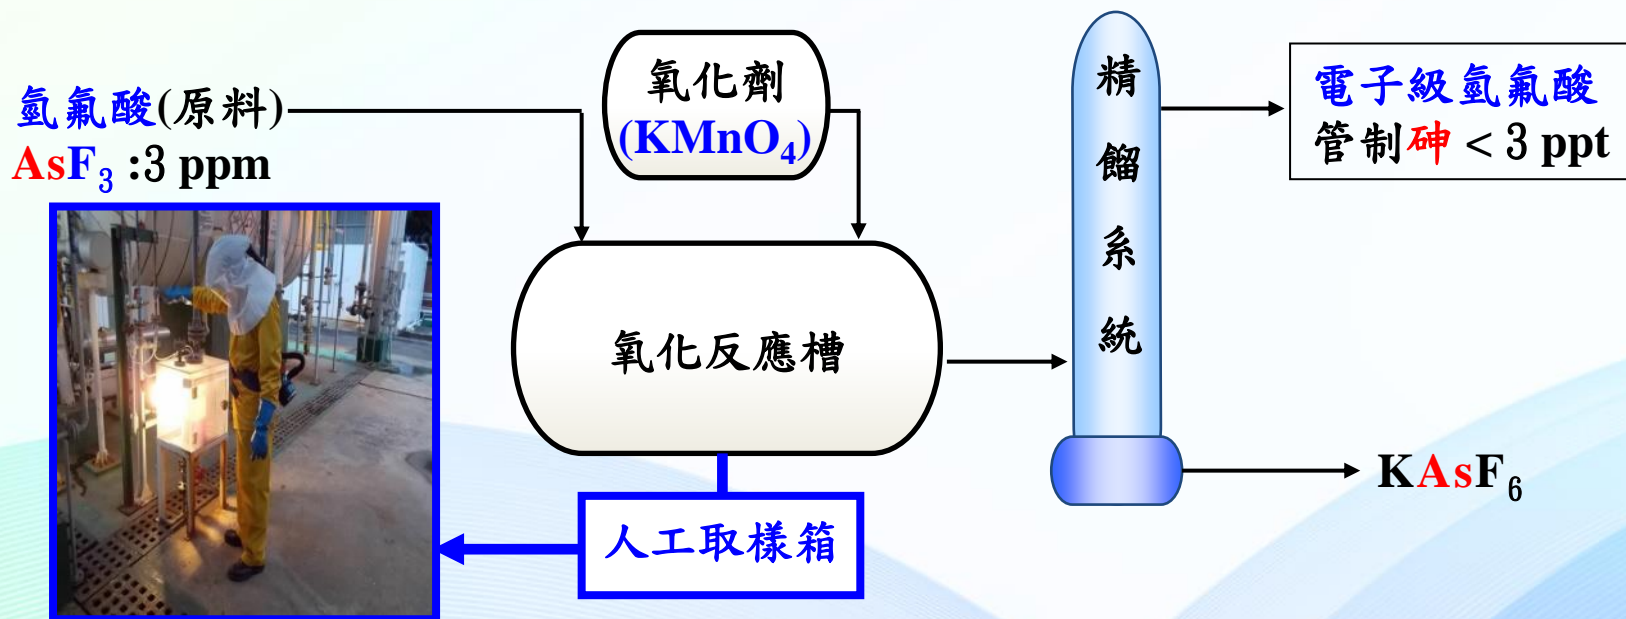 氫氟酸(原料)
AsF₃ :3 ppm
氧化劑
(KMnO₄)
氧化反應槽
人工取樣箱
精餾系統
電子級氫氟酸
管制砷 < 3 ppt
KAsF₆